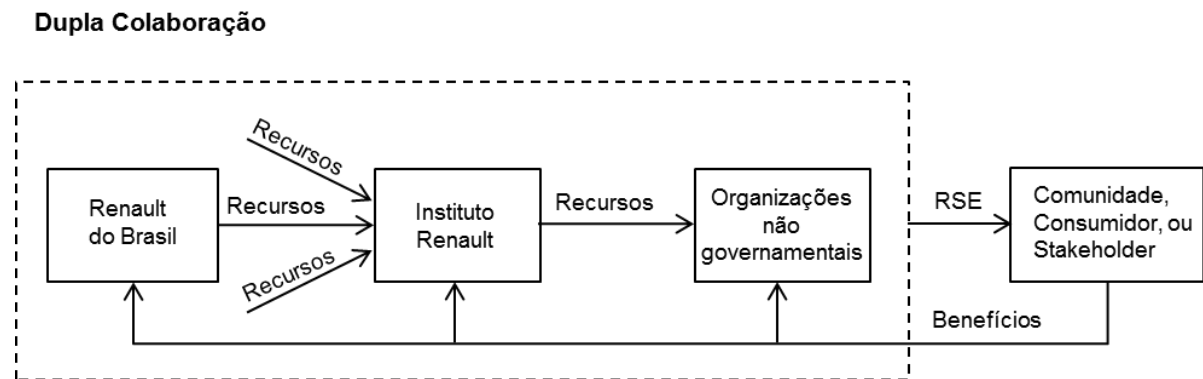 Dupla Colaboração
Recursos
Renault
do Brasil
Recursos
Recursos
Instituto
Renault
Recursos
Organizações
não
governamentais
RSE
Comunidade,
Consumidor, ou
Stakeholder
Benefícios